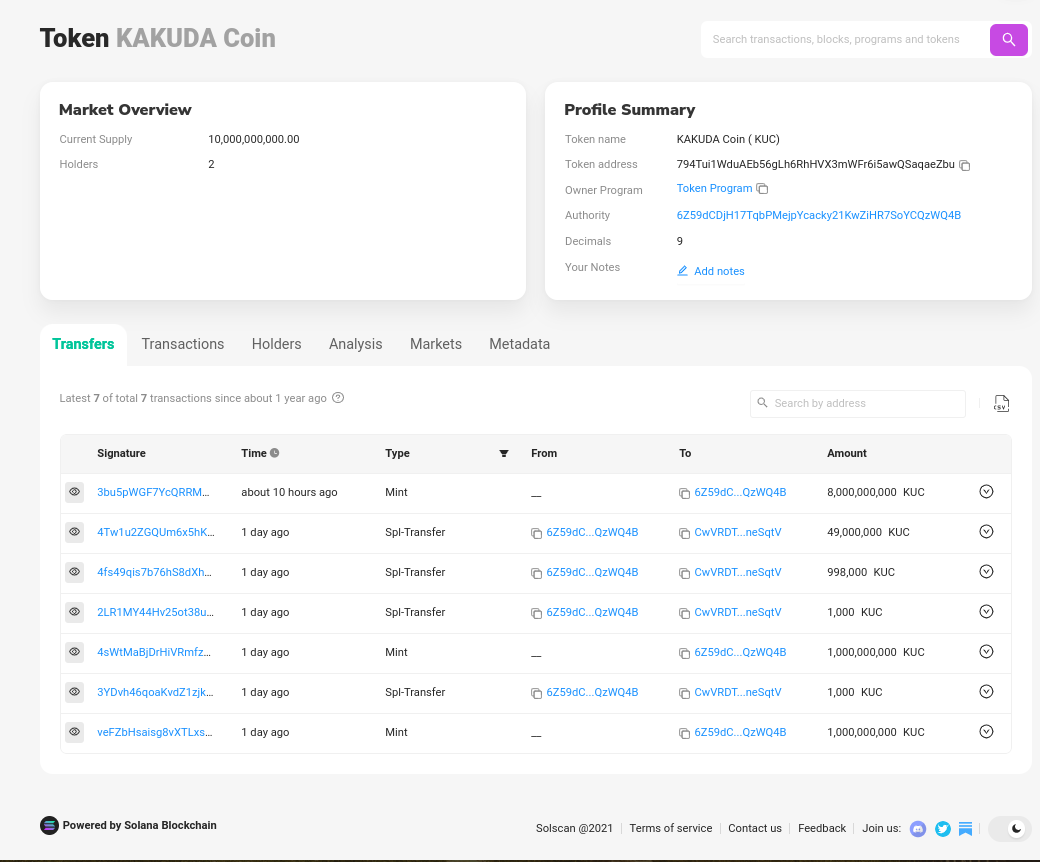 Token KAKUDA Coin
Search transactions, blocks, programs and tokens
Market Overview
Current Supply 10,000,000,000.00
Holders 2
Profile Summary
Token name KAKUDA Coin ( KUC)
Token address 794Tui1WduAEb56gLh6RhHVX3mWFr6i5awQSaqaeZbu
Owner Program Token Program
Authority 6Z59dCDjH17TqbPMejpYcacky21KwZiHR7SoYCQzWQ4B
Decimals 9
Your Notes Add notes
Transfers Transactions Holders Analysis Markets Metadata
Latest 7 of total 7 transactions since about 1 year ago
Search by address
CSV
Signature Time Type From To Amount
3bu5pWGF7YcQRRM... about 10 hours ago Mint __ 6Z59dC...QzWQ4B 8,000,000,000 KUC
4Tw1u2ZGQUm6x5hK... 1 day ago Spl-Transfer 6Z59dC...QzWQ4B CwVRDT...neSqtV 49,000,000 KUC
4fs49qis7b76hS8dXh... 1 day ago Spl-Transfer 6Z59dC...QzWQ4B CwVRDT...neSqtV 998,000 KUC
2LR1MY44Hv25ot38u... 1 day ago Spl-Transfer 6Z59dC...QzWQ4B CwVRDT...neSqtV 1,000 KUC
4sWtMaBjDrHiVRmfz... 1 day ago Mint __ 6Z59dC...QzWQ4B 1,000,000,000 KUC
3YDvh46qoaKvdZ1zjk... 1 day ago Spl-Transfer 6Z59dC...QzWQ4B CwVRDT...neSqtV 1,000 KUC
veFZbHsaisg8vXTLxs... 1 day ago Mint __ 6Z59dC...QzWQ4B 1,000,000,000 KUC
Powered by Solana Blockchain
Solscan @2021 Terms of service Contact us Feedback Join us: